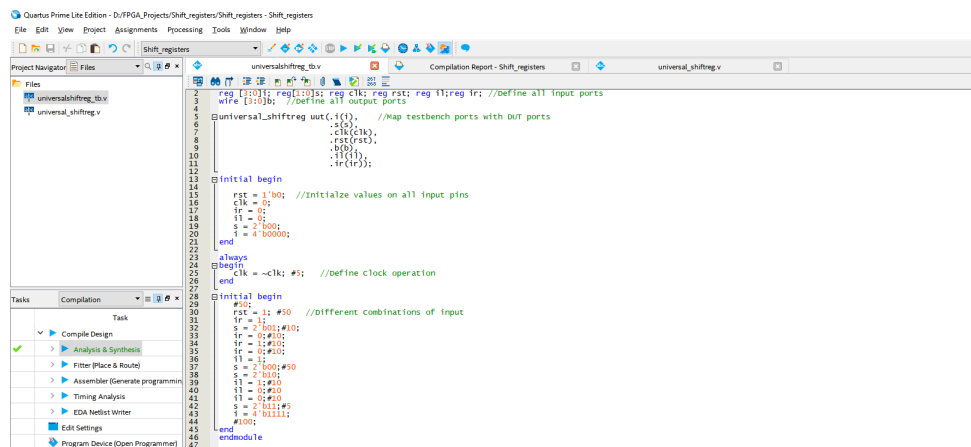 Quartus Prime Lite Edition - D:/FPGA_Projects/Shift_registers/Shift_registers - Shift_registers
File Edit View Project Assignments Processing Tools Window Help
Shift_registers
Project Navigator Files
universalshiftreg_tb.v
Compilation Report - Shift_registers
universal_shiftreg.v
Files
universalshiftreg_tb.v
universal_shiftreg.v
267
268
2 reg [3:0]i; reg[1:0]s; reg clk; reg rst; reg il;reg ir; //Define all input ports
3 wire [3:0]b; //Define all output ports
4
5 universal_shiftreg uut(.i(i), //Map testbench ports with DUT ports
6 .s(s),
7 .clk(clk),
8 .rst(rst),
9 .b(b),
10 .il(il),
11 .ir(ir));
12
13 initial begin
14
15 rst = 1'b0; //Initialze values on all input pins
16 clk = 0;
17 ir = 0;
18 il = 0;
19 s = 2'b00;
20 i = 4'b0000;
21 end
22
23 always
24 begin
25 clk = ~clk; #5; //Define Clock operation
26 end
27
28 initial begin
29 #50;
30 rst = 1; #50 //Different Combinations of input
31 ir = 1;
32 s = 2'b01;#10;
33 ir = 0;#10;
34 ir = 1;#10;
35 ir = 0;#10;
36 il = 1;
37 s = 2'b00;#50
38 s = 2'b10;
39 il = 1;#10
40 il = 0;#10
41 il = 0;#10
42 s = 2'b11;#5
43 i = 4'b1111;
44 #100;
45 end
46 endmodule
47
Tasks Compilation
Task
Compile Design
Analysis & Synthesis
Fitter (Place & Route)
Assembler (Generate programmin
Timing Analysis
EDA Netlist Writer
Edit Settings
Program Device (Open Programmer)